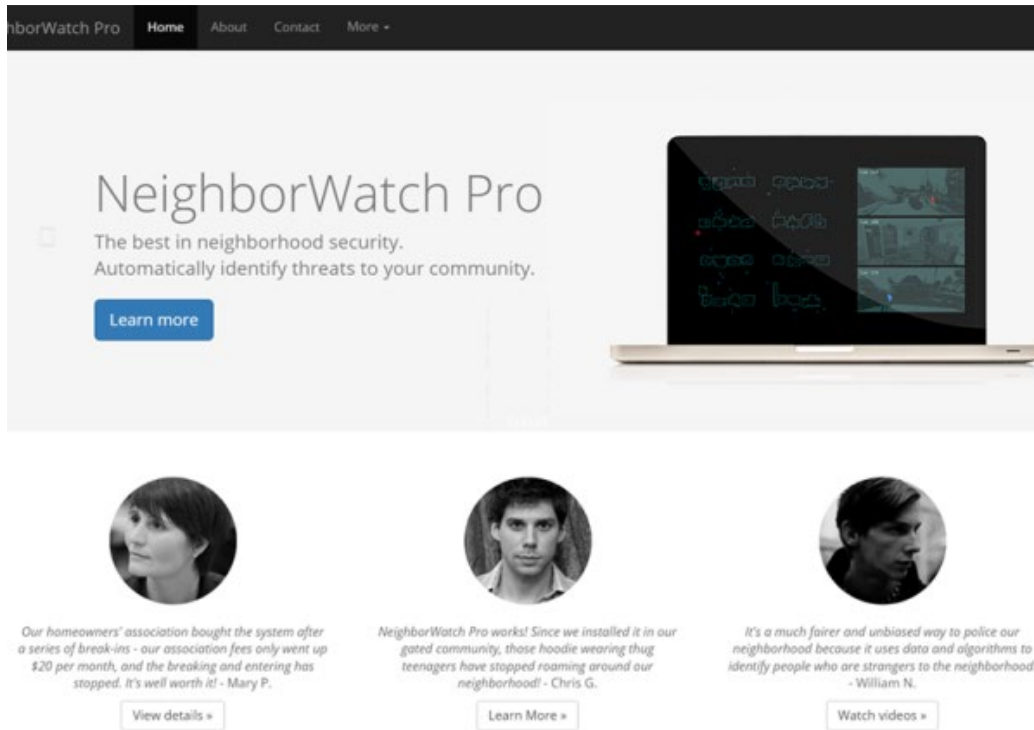 hborWatch Pro Home About Contact More
NeighborWatch Pro
The best in neighborhood security.
Automatically identify threats to your community.
Learn more
Our homeowners' association bought the system after
a series of break-ins - our association fees only went up
$20 per month, and the breaking and entering has
stopped. It's well worth it! - Mary P.
View details »
NeighborWatch Pro works! Since we installed it in our
gated community, those hoodie wearing thug
teenagers have stopped roaming around our
neighborhood! - Chris G.
Learn More »
It's a much fairer and unbiased way to police our
neighborhood because it uses data and algorithms to
identify people who are strangers to the neighborhood
- William N.
Watch videos »